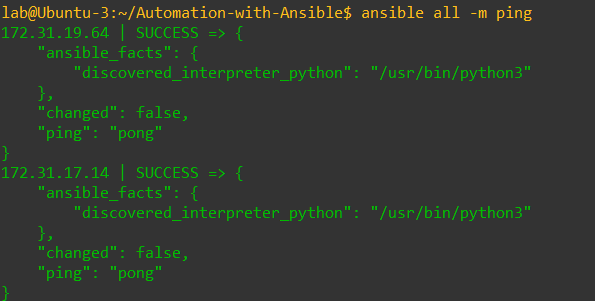 lab@Ubuntu-3:~/Automation-with-Ansible$ ansible all -m ping
172.31.19.64 | SUCCESS => {
    "ansible_facts": {
        "discovered_interpreter_python": "/usr/bin/python3"
    },
    "changed": false,
    "ping": "pong"
}
172.31.17.14 | SUCCESS => {
    "ansible_facts": {
        "discovered_interpreter_python": "/usr/bin/python3"
    },
    "changed": false,
    "ping": "pong"
}